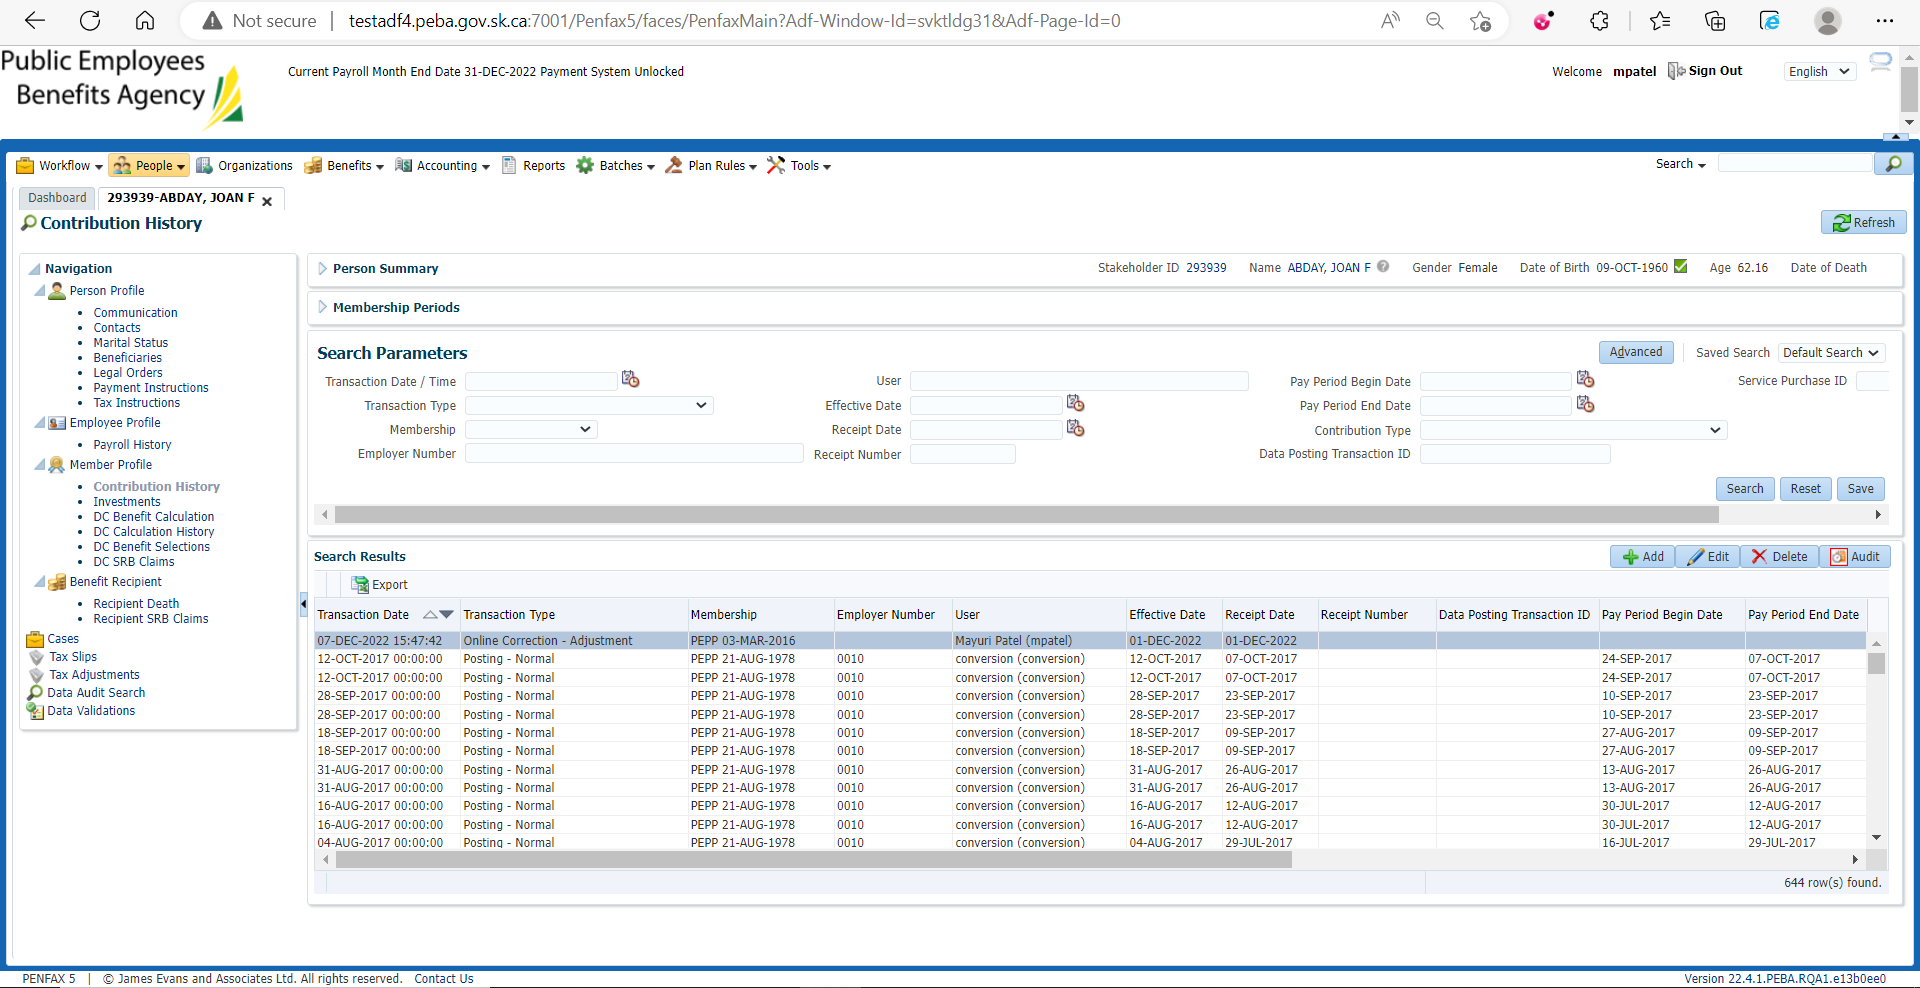 Not secure | testadf4.peba.gov.sk.ca:7001/Penfax5/faces/PenfaxMain?Adf-Window-Id=svktldg31&Adf-Page-Id=0
Public Employees
Benefits Agency
Current Payroll Month End Date 31-DEC-2022 Payment System Unlocked
Welcome mpatel Sign Out English
Workflow People Organizations Benefits Accounting Reports Batches Plan Rules Tools Search
Dashboard 293939-ABDAY, JOAN F
Contribution History Refresh
Navigation
Person Profile
Communication
Contacts
Marital Status
Beneficiaries
Legal Orders
Payment Instructions
Tax Instructions
Employee Profile
Payroll History
Member Profile
Contribution History
Investments
DC Benefit Calculation
DC Calculation History
DC Benefit Selections
DC SRB Claims
Benefit Recipient
Recipient Death
Recipient SRB Claims
Cases
Tax Slips
Tax Adjustments
Data Audit Search
Data Validations
Person Summary Stakeholder ID 293939 Name ABDAY, JOAN F Gender Female Date of Birth 09-OCT-1960 Age 62.16 Date of Death
Membership Periods
Search Parameters Advanced Saved Search Default Search
Transaction Date / Time User Pay Period Begin Date Service Purchase ID
Transaction Type Effective Date Pay Period End Date
Membership Receipt Date Contribution Type
Employer Number Receipt Number Data Posting Transaction ID
Search Reset Save
Search Results Add Edit Delete Audit
Export
Transaction Date Transaction Type Membership Employer Number User Effective Date Receipt Date Receipt Number Data Posting Transaction ID Pay Period Begin Date Pay Period End Date
07-DEC-2022 15:47:42 Online Correction - Adjustment PEPP 03-MAR-2016 Mayuri Patel (mpatel) 01-DEC-2022 01-DEC-2022
12-OCT-2017 00:00:00 Posting - Normal PEPP 21-AUG-1978 0010 conversion (conversion) 12-OCT-2017 07-OCT-2017 24-SEP-2017 07-OCT-2017
12-OCT-2017 00:00:00 Posting - Normal PEPP 21-AUG-1978 0010 conversion (conversion) 12-OCT-2017 07-OCT-2017 24-SEP-2017 07-OCT-2017
28-SEP-2017 00:00:00 Posting - Normal PEPP 21-AUG-1978 0010 conversion (conversion) 28-SEP-2017 23-SEP-2017 10-SEP-2017 23-SEP-2017
28-SEP-2017 00:00:00 Posting - Normal PEPP 21-AUG-1978 0010 conversion (conversion) 28-SEP-2017 23-SEP-2017 10-SEP-2017 23-SEP-2017
18-SEP-2017 00:00:00 Posting - Normal PEPP 21-AUG-1978 0010 conversion (conversion) 18-SEP-2017 09-SEP-2017 27-AUG-2017 09-SEP-2017
18-SEP-2017 00:00:00 Posting - Normal PEPP 21-AUG-1978 0010 conversion (conversion) 18-SEP-2017 09-SEP-2017 27-AUG-2017 09-SEP-2017
31-AUG-2017 00:00:00 Posting - Normal PEPP 21-AUG-1978 0010 conversion (conversion) 31-AUG-2017 26-AUG-2017 13-AUG-2017 26-AUG-2017
31-AUG-2017 00:00:00 Posting - Normal PEPP 21-AUG-1978 0010 conversion (conversion) 31-AUG-2017 26-AUG-2017 13-AUG-2017 26-AUG-2017
16-AUG-2017 00:00:00 Posting - Normal PEPP 21-AUG-1978 0010 conversion (conversion) 16-AUG-2017 12-AUG-2017 30-JUL-2017 12-AUG-2017
16-AUG-2017 00:00:00 Posting - Normal PEPP 21-AUG-1978 0010 conversion (conversion) 16-AUG-2017 12-AUG-2017 30-JUL-2017 12-AUG-2017
04-AUG-2017 00:00:00 Posting - Normal PEPP 21-AUG-1978 0010 conversion (conversion) 04-AUG-2017 29-JUL-2017 16-JUL-2017 29-JUL-2017
644 row(s) found.
PENFAX 5 | © James Evans and Associates Ltd. All rights reserved. Contact Us Version 22.4.1.PEBA.RQA1.e13b0ee0